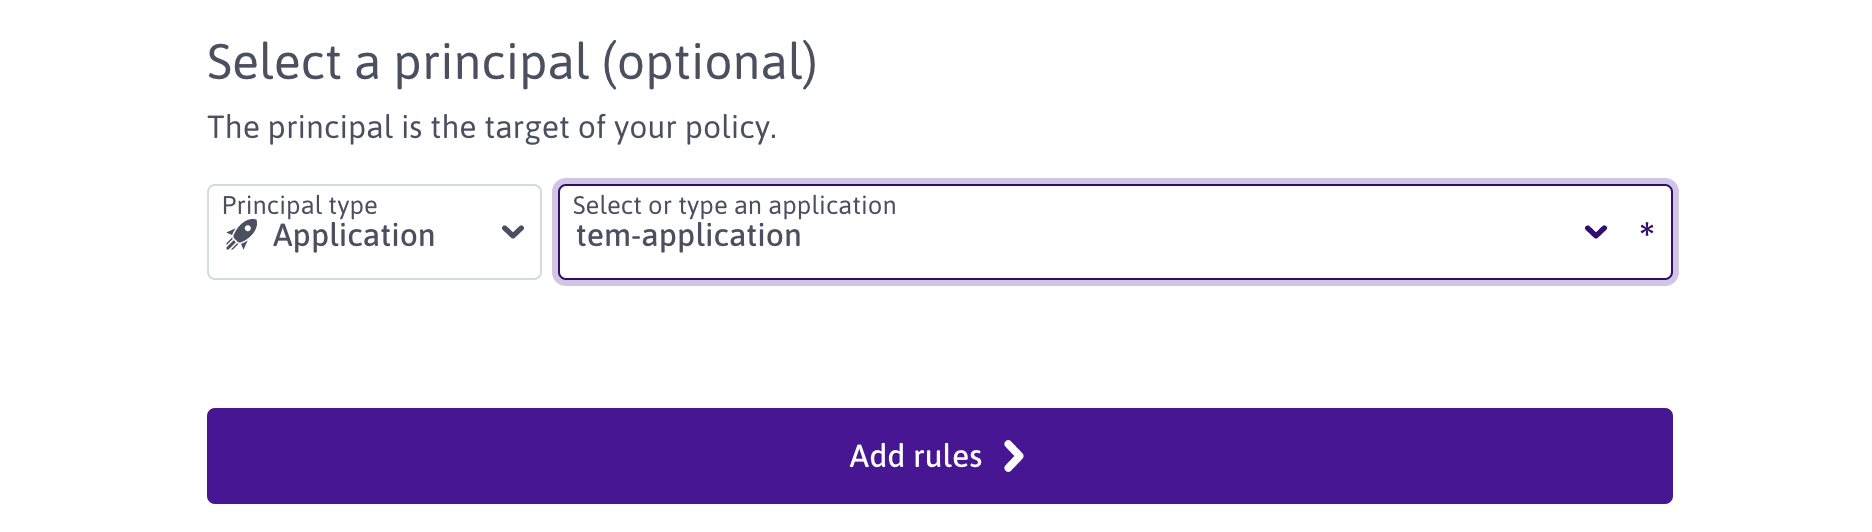 Select a principal (optional)
The principal is the target of your policy.
Principal type
Application
Select or type an application
tem-application
*
Add rules